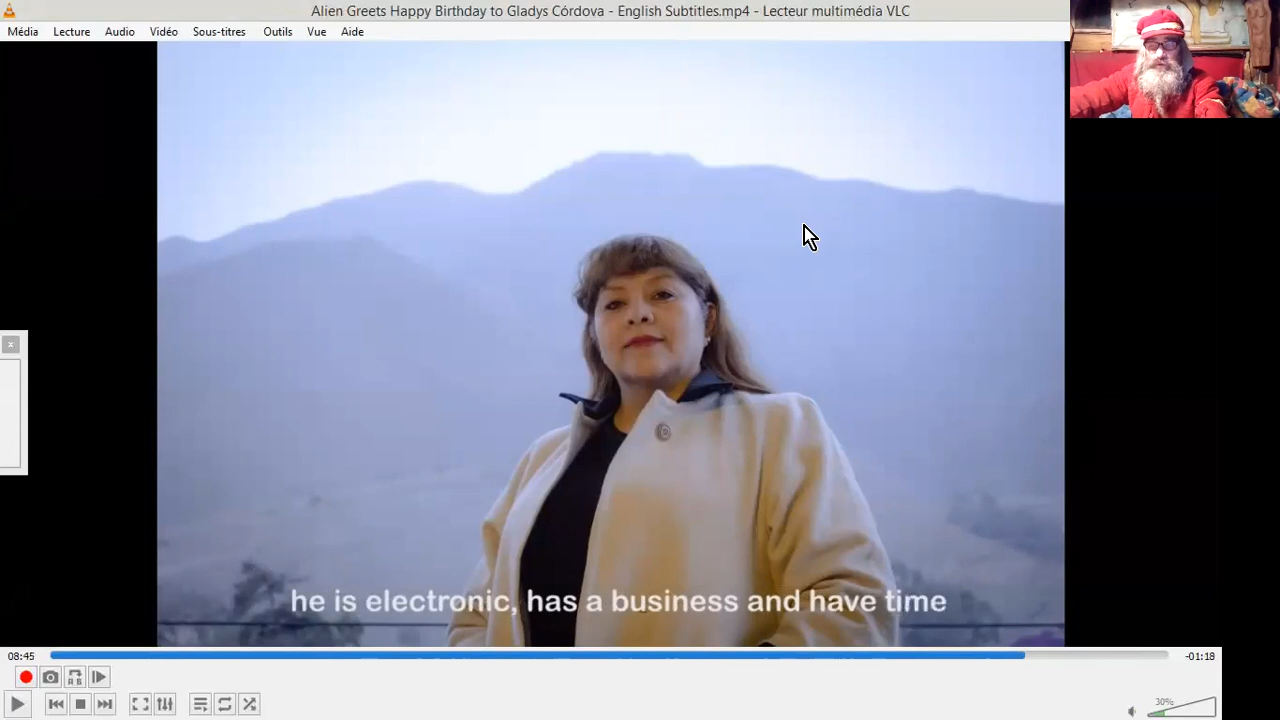 Alien Greets Happy Birthday to Gladys Córdova - English Subtitles.mp4 - Lecteur multimédia VLC
Média Lecture Audio Vidéo Sous-titres Outils Vue Aide
he is electronic, has a business and have time
08:45 -01:18
A B
30%